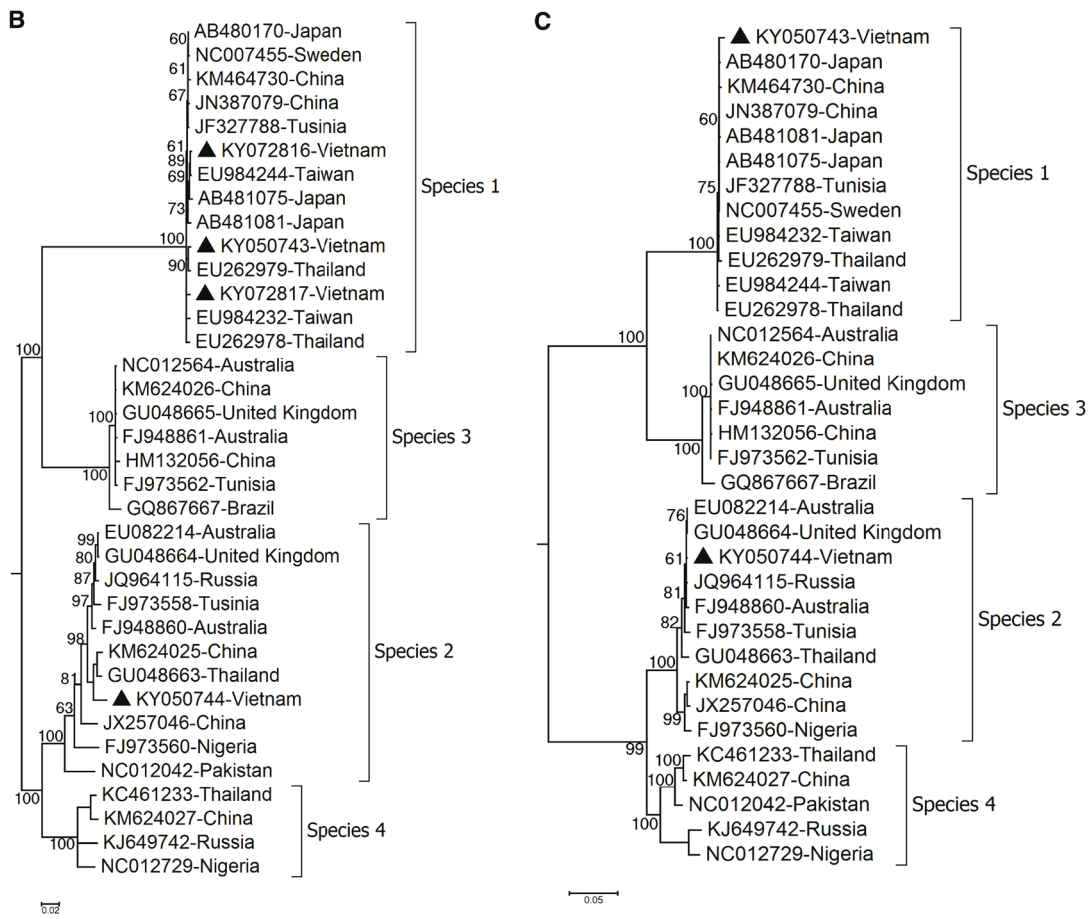 B
AB480170-Japan
NC007455-Sweden
KM464730-China
JN387079-China
JF327788-Tusinia
KY072816-Vietnam
EU984244-Taiwan
AB481075-Japan
AB481081-Japan
KY050743-Vietnam
EU262979-Thailand
KY072817-Vietnam
EU984232-Taiwan
EU262978-Thailand
Species 1
60
61
67
61
89
69
73
100
90
100
NC012564-Australia
KM624026-China
GU048665-United Kingdom
FJ948861-Australia
HM132056-China
FJ973562-Tunisia
GQ867667-Brazil
Species 3
100
100
EU082214-Australia
GU048664-United Kingdom
JQ964115-Russia
FJ973558-Tusinia
FJ948860-Australia
KM624025-China
GU048663-Thailand
KY050744-Vietnam
JX257046-China
FJ973560-Nigeria
NC012042-Pakistan
Species 2
99
80
87
97
98
81
63
100
100
KC461233-Thailand
KM624027-China
KJ649742-Russia
NC012729-Nigeria
Species 4
100
0.02
C
KY050743-Vietnam
AB480170-Japan
KM464730-China
JN387079-China
AB481081-Japan
AB481075-Japan
JF327788-Tunisia
NC007455-Sweden
EU984232-Taiwan
EU262979-Thailand
EU984244-Taiwan
EU262978-Thailand
Species 1
60
75
100
100
NC012564-Australia
KM624026-China
GU048665-United Kingdom
FJ948861-Australia
HM132056-China
FJ973562-Tunisia
GQ867667-Brazil
Species 3
100
100
EU082214-Australia
GU048664-United Kingdom
KY050744-Vietnam
JQ964115-Russia
FJ948860-Australia
FJ973558-Tunisia
GU048663-Thailand
KM624025-China
JX257046-China
FJ973560-Nigeria
Species 2
76
61
81
82
100
99
99
KC461233-Thailand
KM624027-China
NC012042-Pakistan
KJ649742-Russia
NC012729-Nigeria
Species 4
100
100
100
0.05